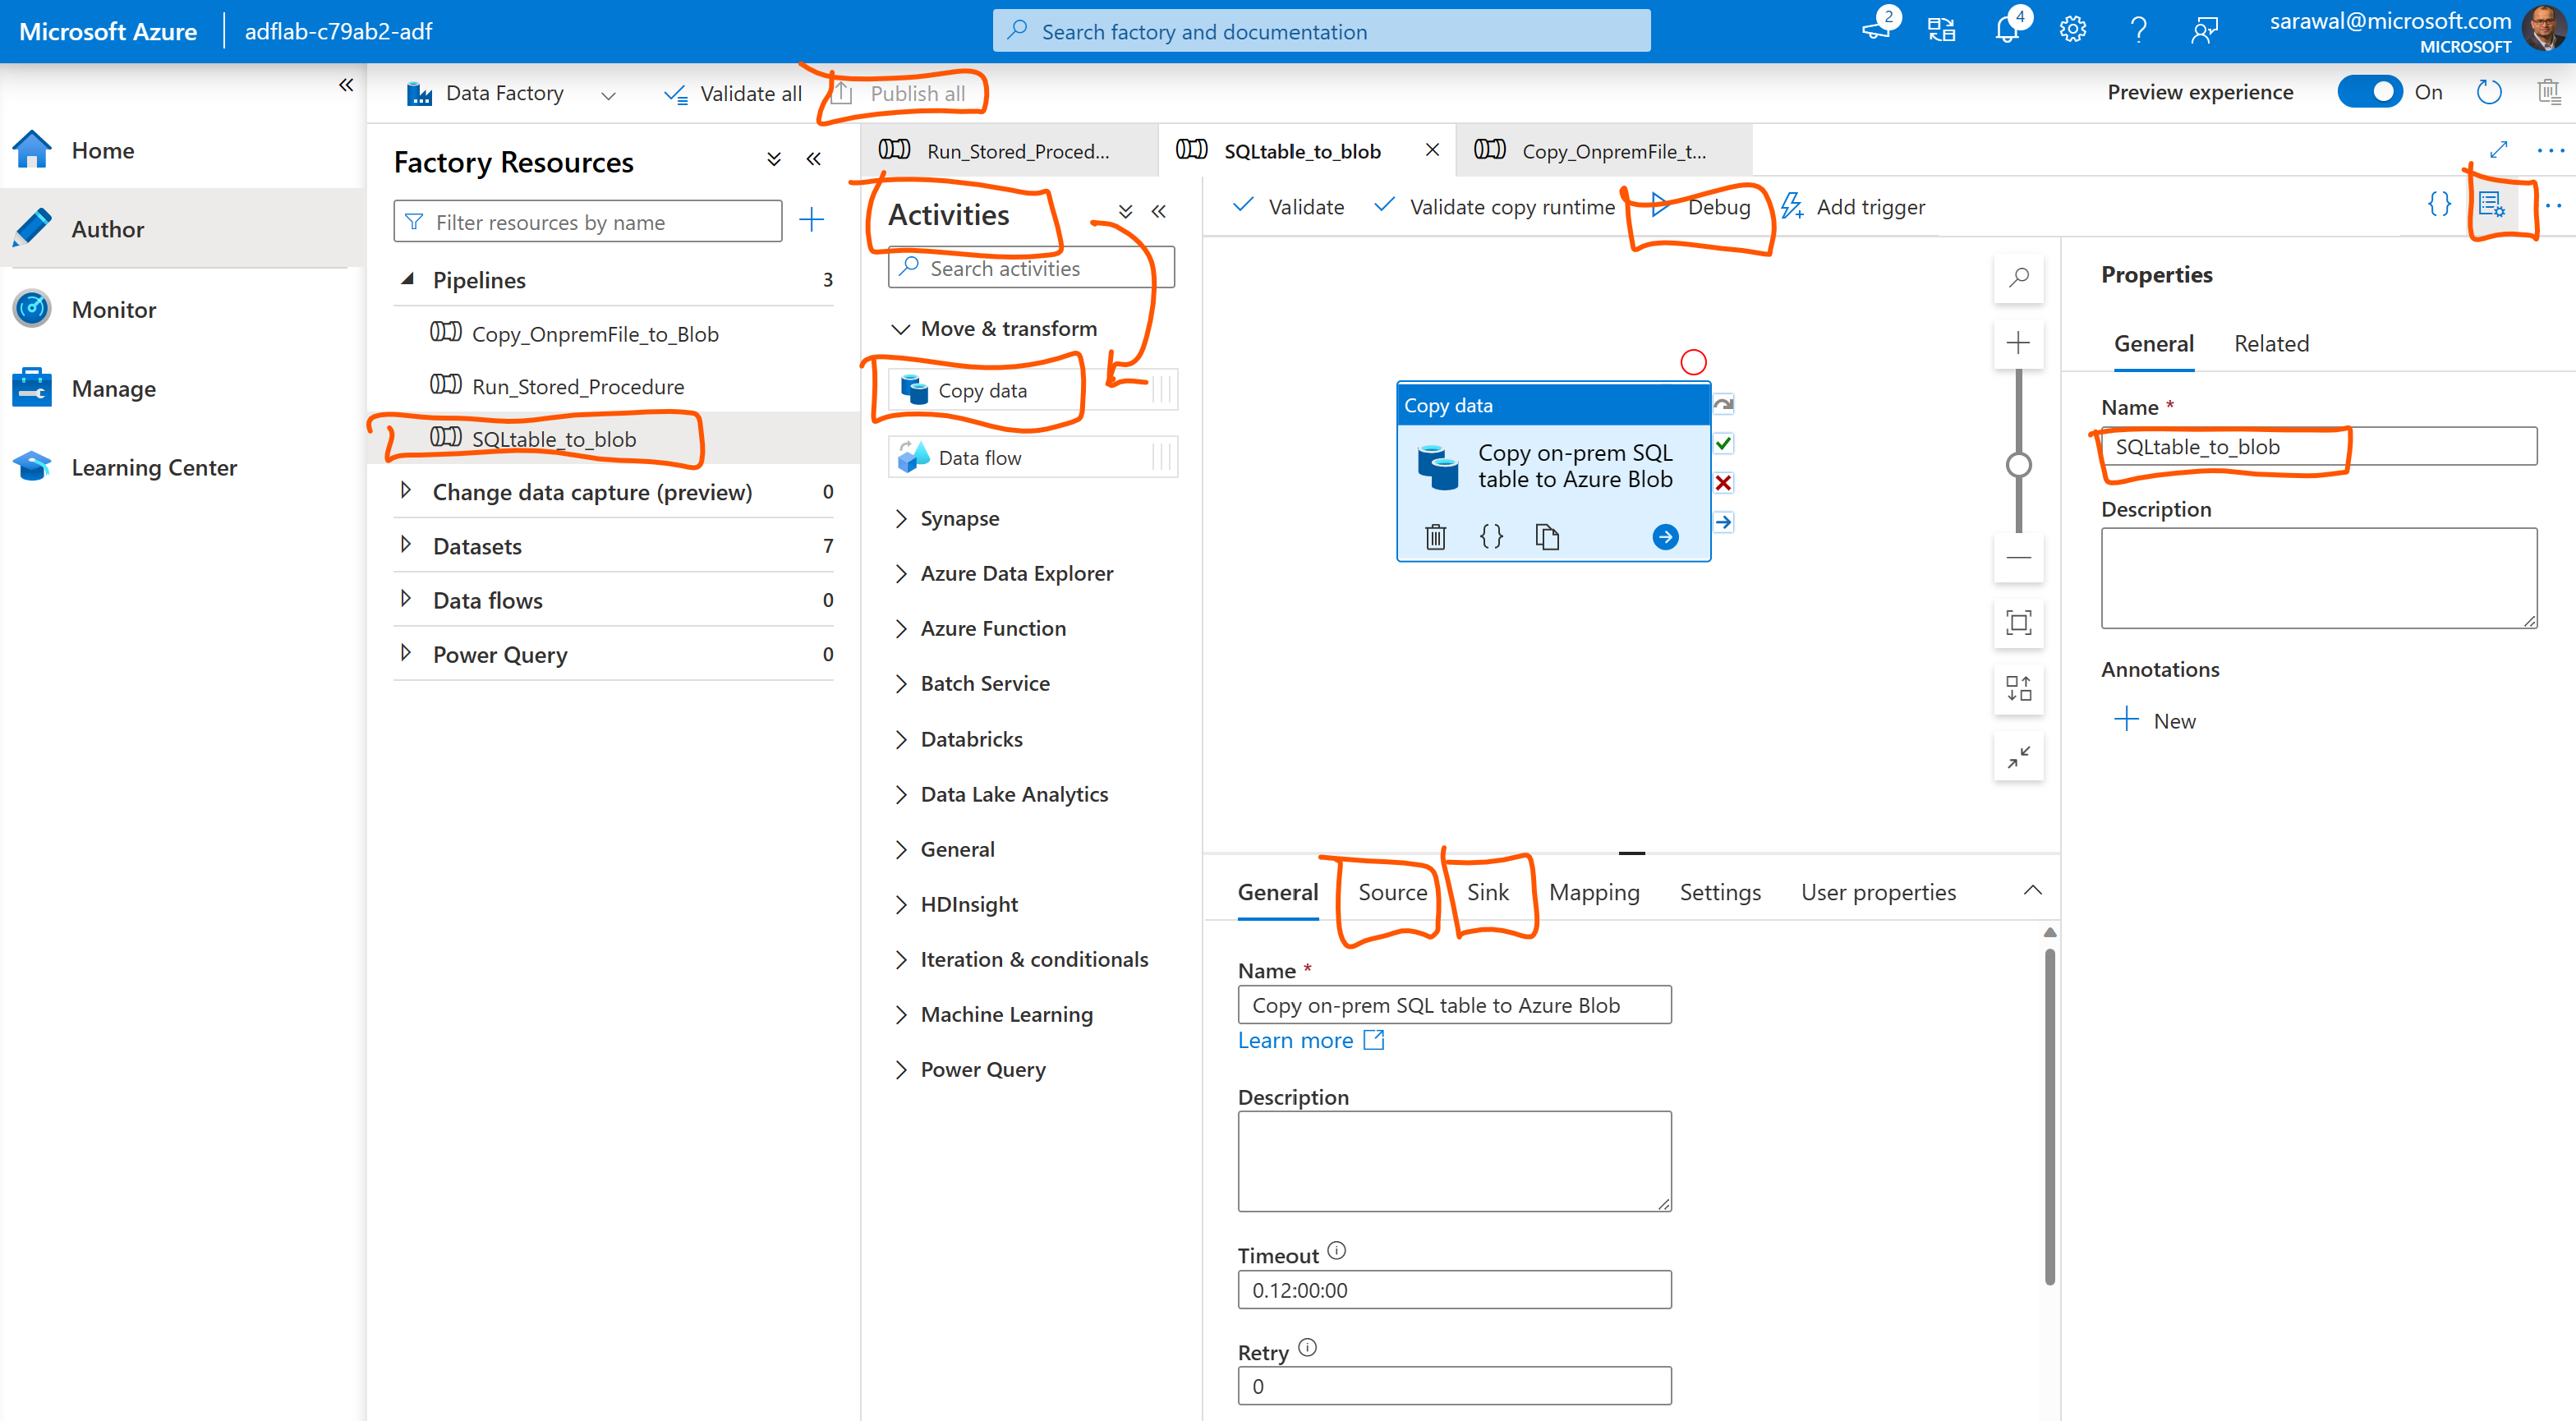 Microsoft Azure
adflab-c79ab2-adf
Search factory and documentation
2
4
sarawal@microsoft.com
MICROSOFT
Data Factory
Validate all
Publish all
Preview experience
On
Home
Author
Monitor
Manage
Learning Center
Factory Resources
Filter resources by name
Pipelines 3
Copy_OnpremFile_to_Blob
Run_Stored_Procedure
SQLtable_to_blob
Change data capture (preview) 0
Datasets 7
Data flows 0
Power Query 0
Run_Stored_Proced...
SQLtable_to_blob
Copy_OnpremFile_t...
Activities
Search activities
Move & transform
Copy data
Data flow
Synapse
Azure Data Explorer
Azure Function
Batch Service
Databricks
Data Lake Analytics
General
HDInsight
Iteration & conditionals
Machine Learning
Power Query
Validate
Validate copy runtime
Debug
Add trigger
Copy data
Copy on-prem SQL
table to Azure Blob
General
Source
Sink
Mapping
Settings
User properties
Name *
Copy on-prem SQL table to Azure Blob
Learn more
Description
Timeout
0.12:00:00
Retry
0
Properties
General
Related
Name *
SQLtable_to_blob
Description
Annotations
New